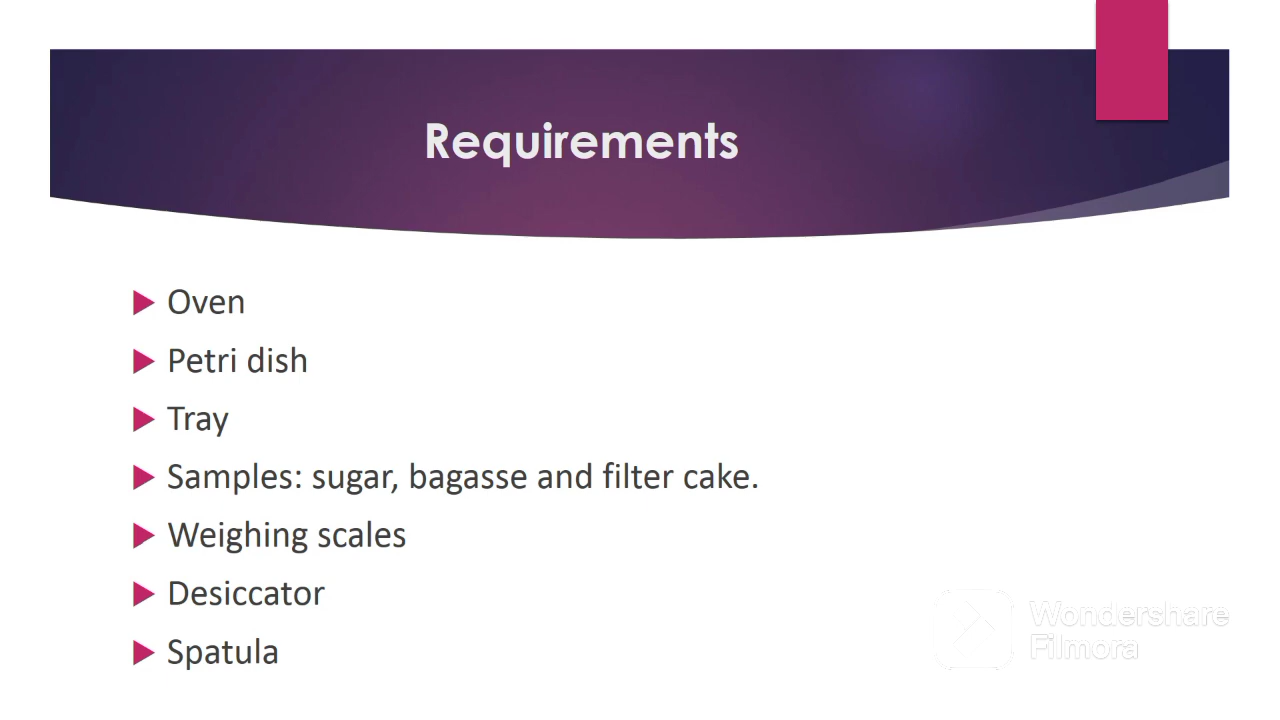 Requirements
Oven
Petri dish
Tray
Samples: sugar, bagasse and filter cake.
Weighing scales
Desiccator
Spatula
Wondershare
Filmora